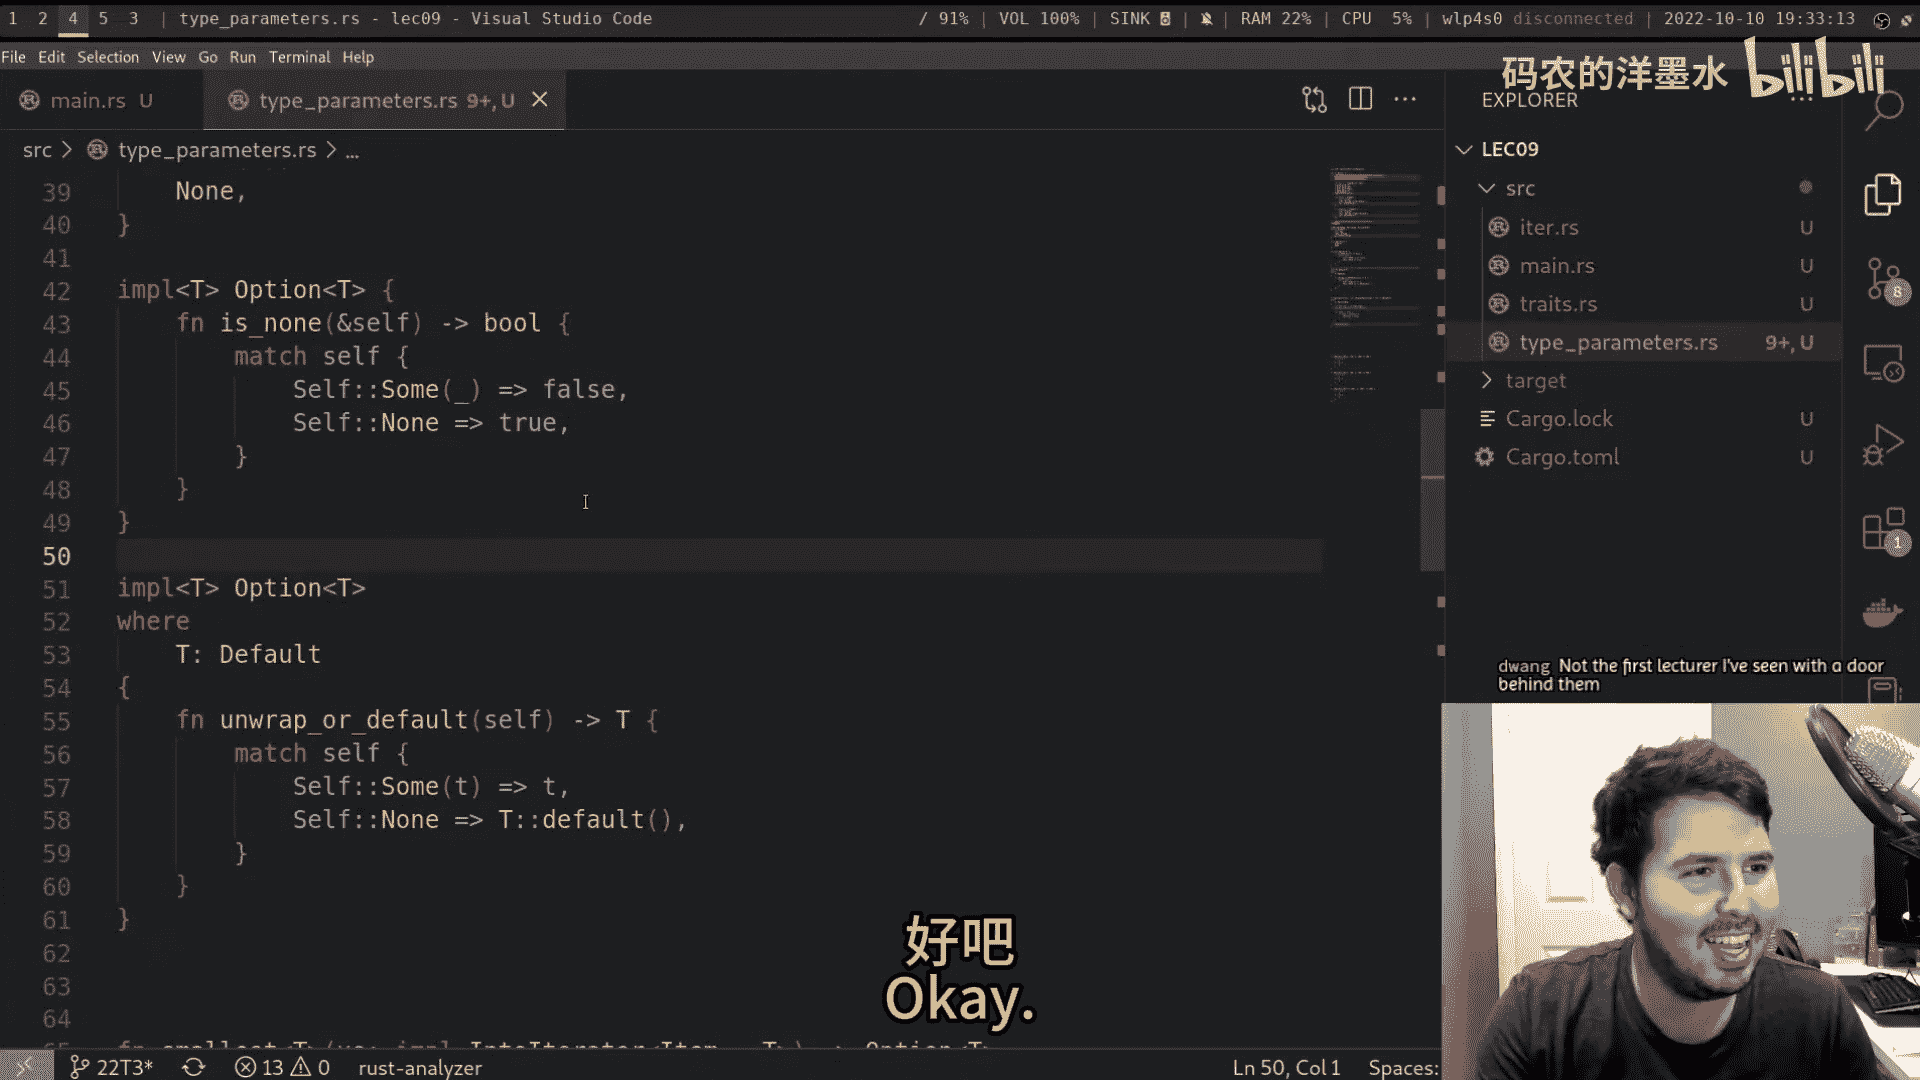 1 2 4 5 3 | type_parameters.rs - lec09 - Visual Studio Code
/ 91% | VOL 100% | SINK | | RAM 22% | CPU 5% | wlp4s0 disconnected | 2022-10-10 19:33:13
File Edit Selection View Go Run Terminal Help
码农的洋墨水 bilibili
main.rs U
type_parameters.rs 9+, U
EXPLORER
src > type_parameters.rs > ...
39 None,
40 }
41
42 impl<T> Option<T> {
43 fn is_none(&self) -> bool {
44 match self {
45 Self::Some(_) => false,
46 Self::None => true,
47 }
48 }
49 }
50
51 impl<T> Option<T>
52 where
53 T: Default
54 {
55 fn unwrap_or_default(self) -> T {
56 match self {
57 Self::Some(t) => t,
58 Self::None => T::default(),
59 }
60 }
61 }
62
63
64
LEC09
src
iter.rs U
main.rs U
traits.rs U
type_parameters.rs 9+, U
target
Cargo.lock U
Cargo.toml U
8
1
dwang Not the first lecturer I've seen with a door
behind them
好吧
Okay.
22T3* 13 0 rust-analyzer
Ln 50, Col 1 Spaces: